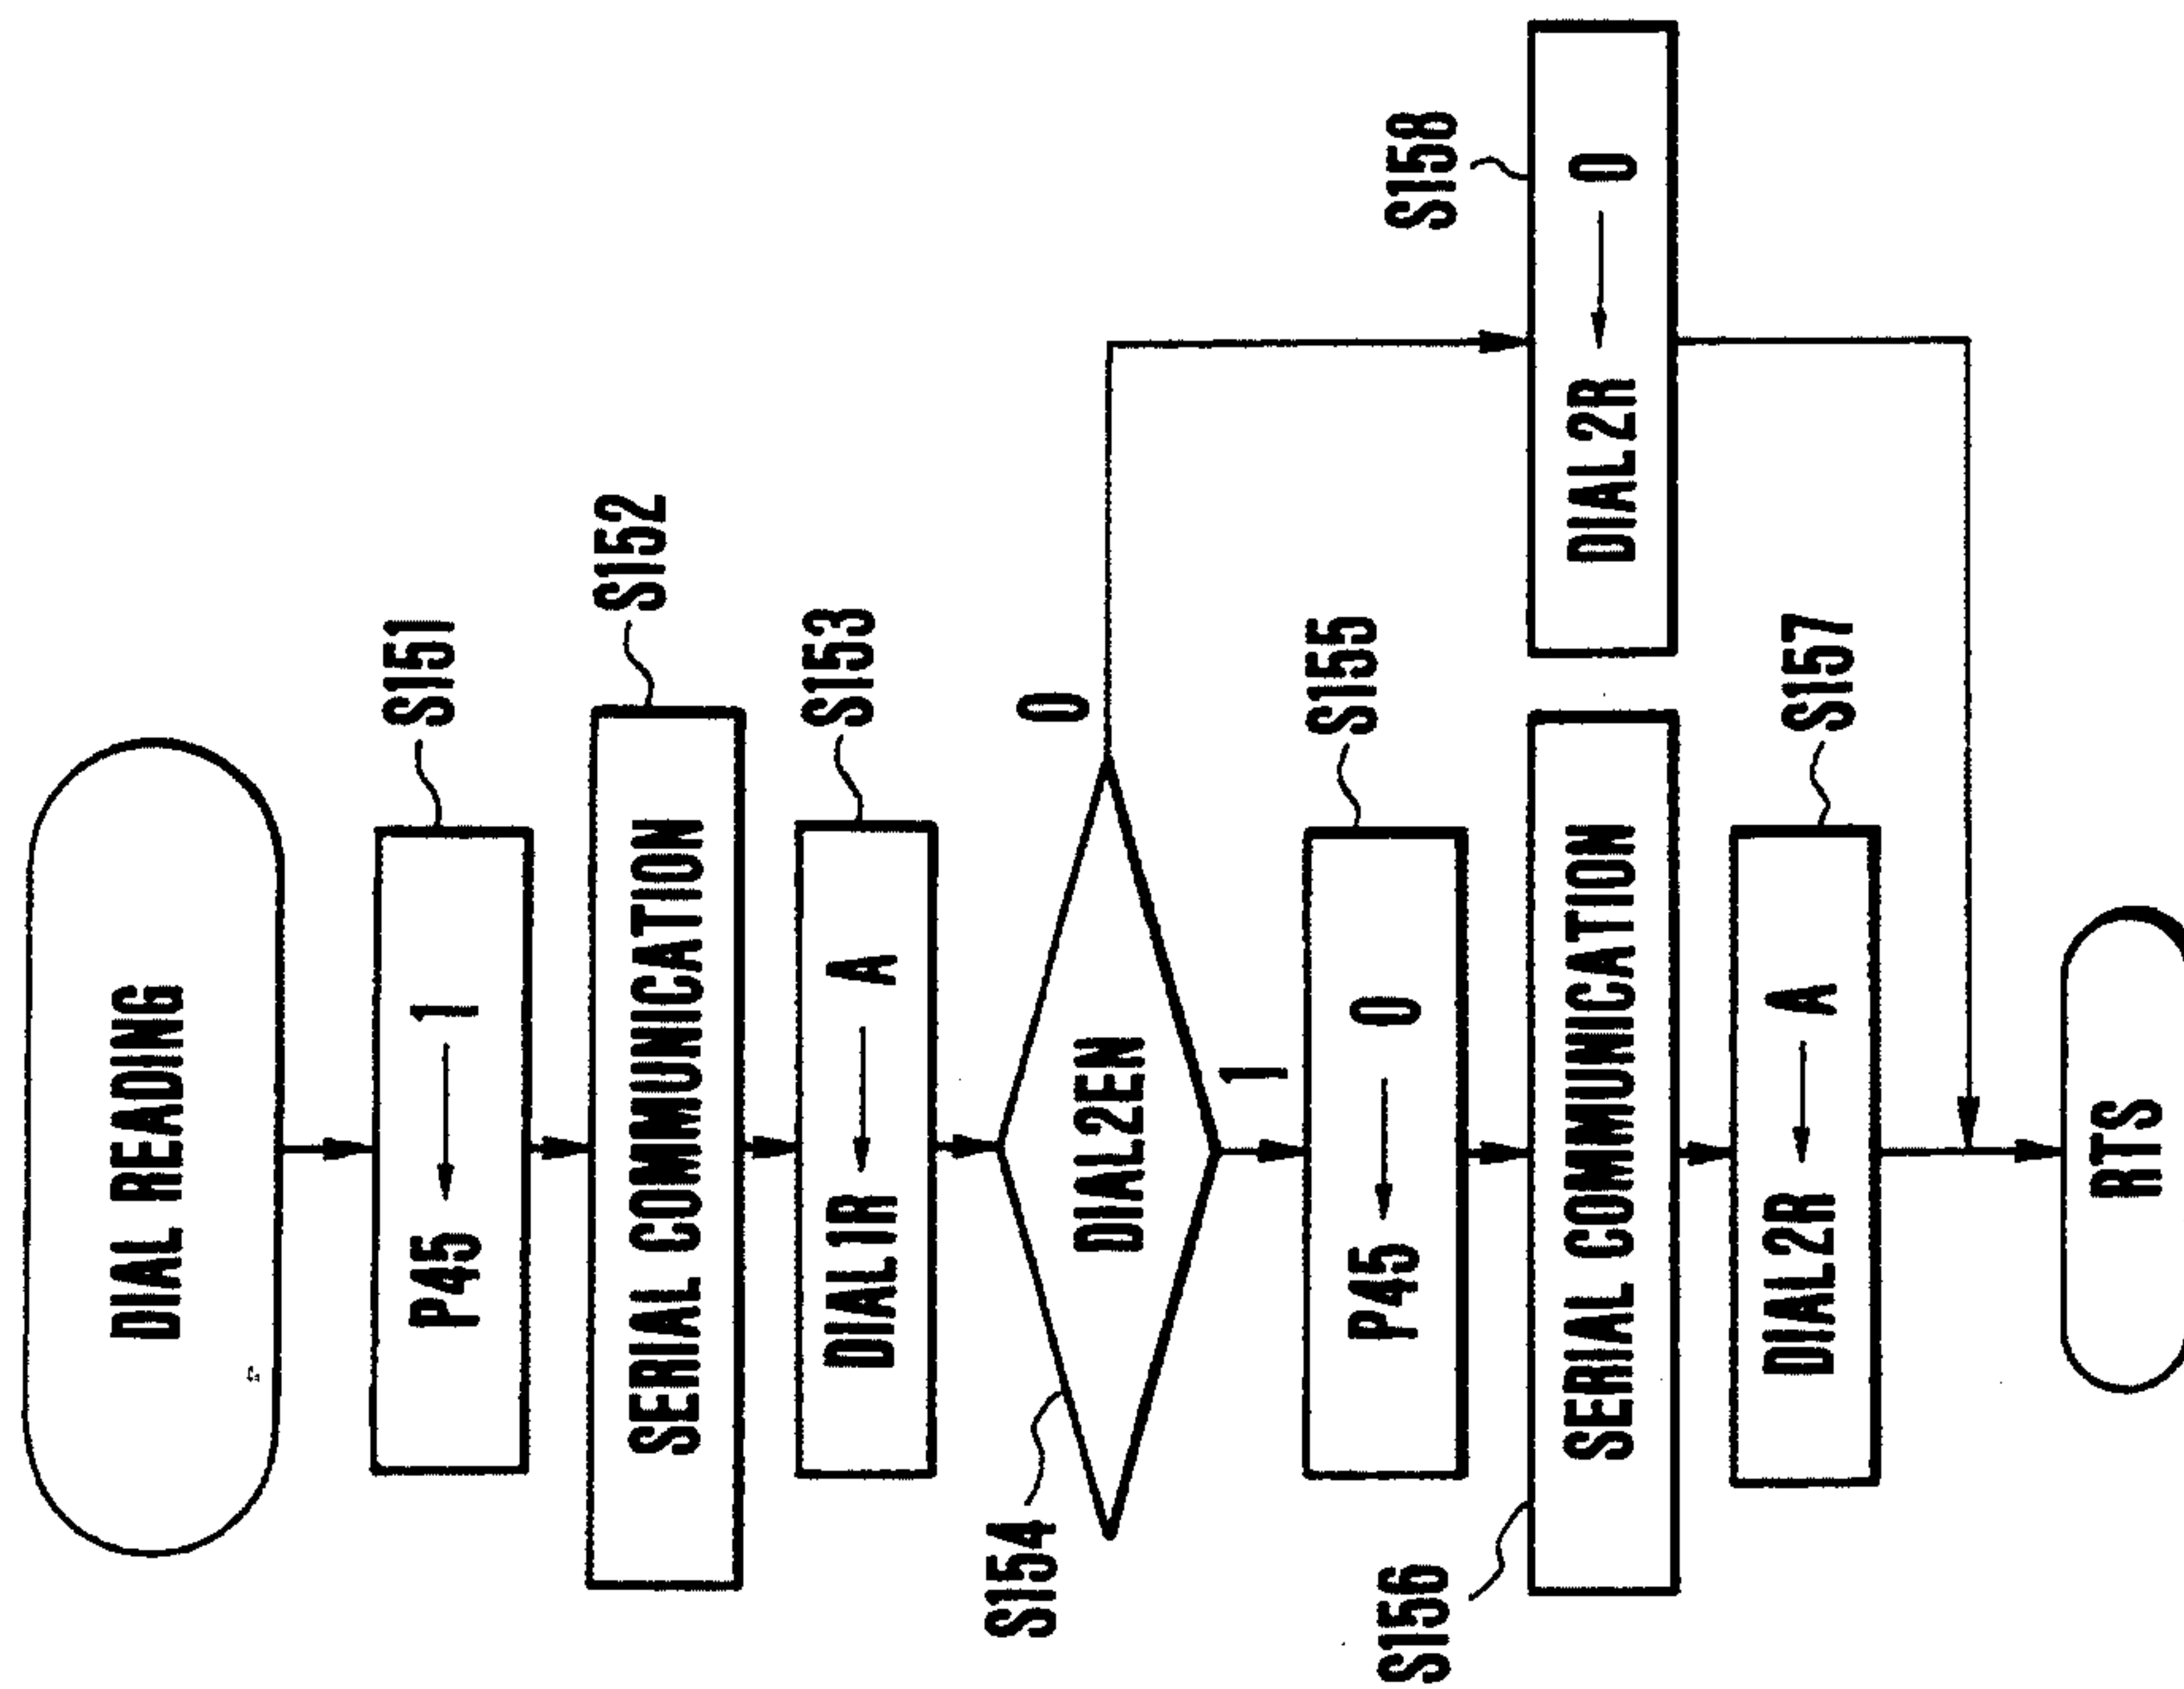 DIAL READING
S151
P45 ← 1
S152
SERIAL COMMUNICATION
S153
DIAL1R ← A
S154
DIAL2EN
0
1
S155
P45 ← 0
S156
SERIAL COMMUNICATION
S158
DIAL2R ← 0
S157
DIAL2R ← A
RTS